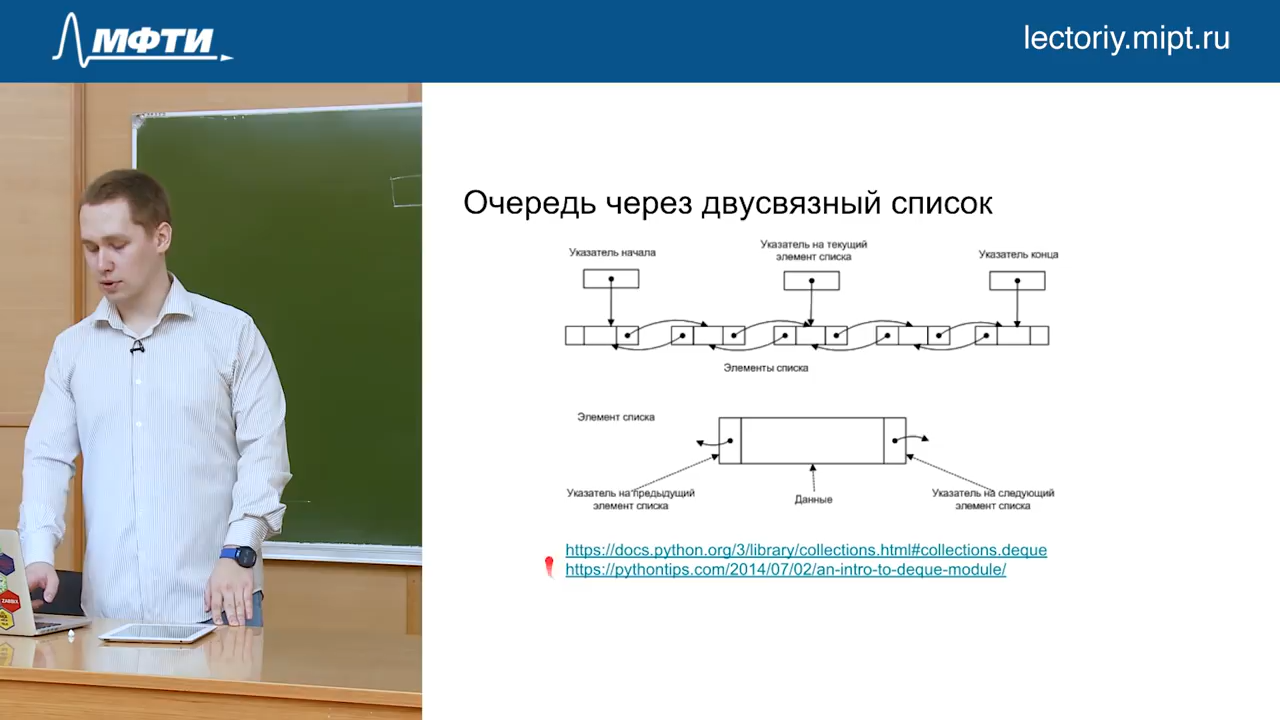 МФТИ
lectoriy.mipt.ru
Очередь через двусвязный список
Указатель начала
Указатель на текущий
элемент списка
Указатель конца
Элементы списка
Элемент списка
Указатель на предыдущий
элемент списка
Данные
Указатель на следующий
элемент списка
https://docs.python.org/3/library/collections.html#collections.deque
https://pythontips.com/2014/07/02/an-intro-to-deque-module/
ZABBIX